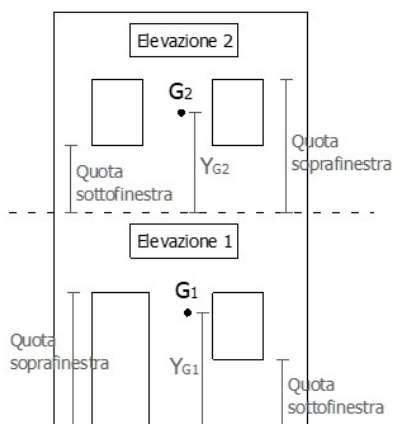 Elevazione 2
G2
Quota
sottofinestra
YG2
Quota
soprafinestra
Elevazione 1
G1
Quota
soprafinestra
YG1
Quota
sottofinestra